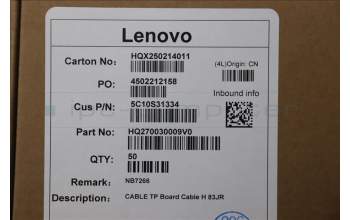 Lenovo
Carton No: HQX250214011
(4L)Origin: CN
PO: 4502212158
Inbound info
Cus P/N: 5C10S31334
Part No: HQ270030009V0
QTY: 50
Remark: NB7266
Description: CABLE TP Board Cable H 83JR